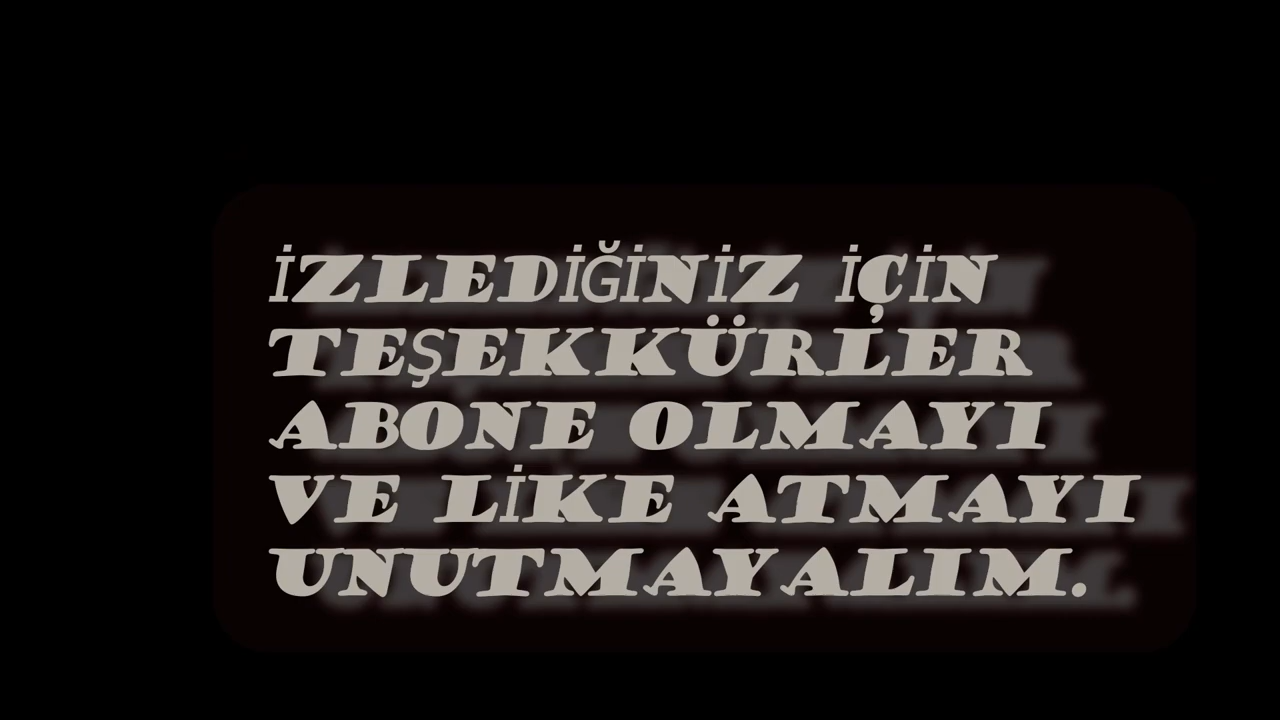 İZLEDİĞİNİZ İÇİN
TEŞEKKÜRLER
ABONE OLMAYI
VE LİKE ATMAYI
UNUTMAYALIM.